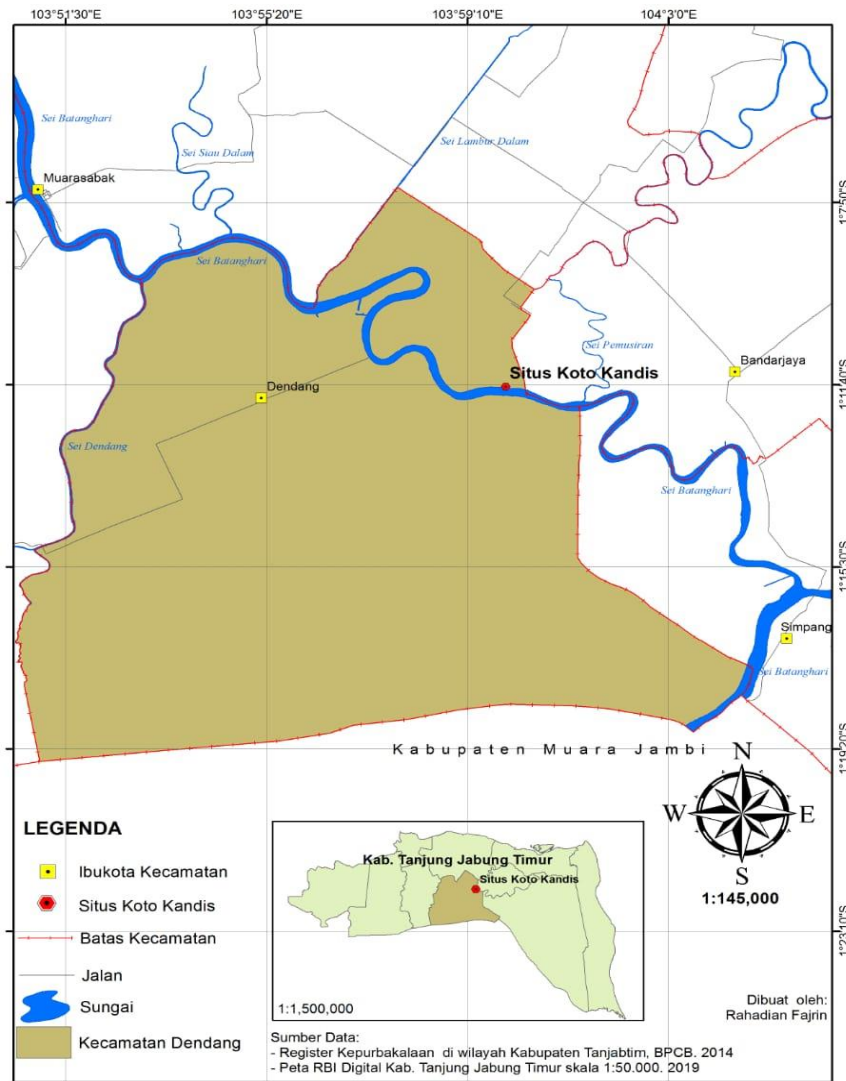 103°51'30"E
103°55'20"E
103°59'10"E
104°3'0"E
Sei Batanghari
Sei Siau Dalam
Sei Lambur Dalam
Muarasabak
1°7'50"S
Sei Batanghari
Sei Pemusiran
Bandarjaya
Situs Koto Kandis
1°11'40"S
Dendang
Sei Dendang
Sei Batanghari
1°15'30"S
Simpang
Sei Batanghari
Kabupaten Muara Jambi
1°19'20"S
N
W
E
S
1:145,000
LEGENDA
Ibukota Kecamatan
Situs Koto Kandis
Batas Kecamatan
Jalan
Sungai
Kecamatan Dendang
Kab. Tanjung Jabung Timur
Situs Koto Kandis
1:1,500,000
1°23'10"S
Dibuat oleh:
Rahadian Fajrin
Sumber Data:
- Register Kepurbakalaan di wilayah Kabupaten Tanjabtim, BPCB. 2014
- Peta RBI Digital Kab. Tanjung Jabung Timur skala 1:50.000. 2019